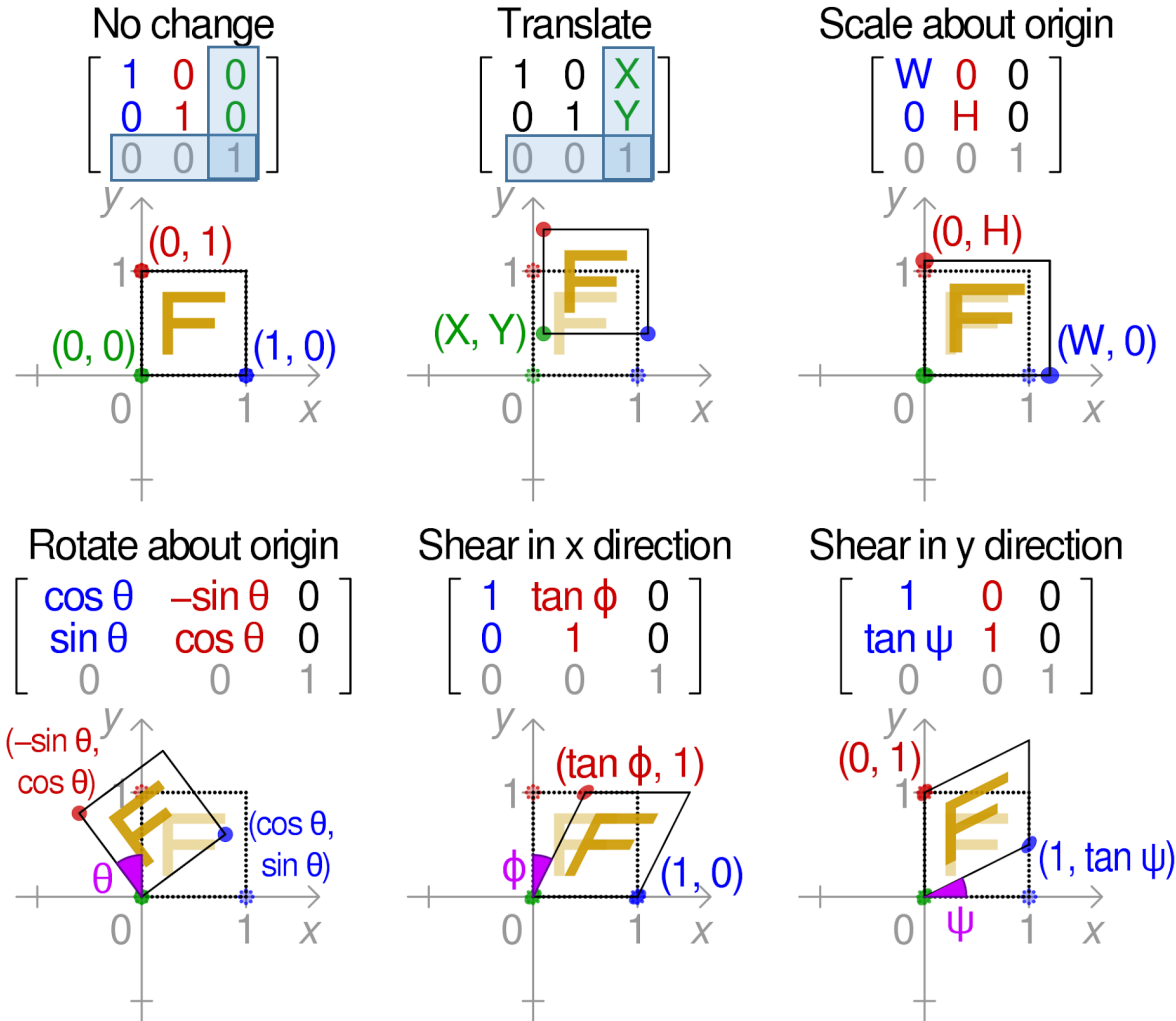 No change
1 0 0
0 1 0
0 0 1
y
(0, 1)
1
(0, 0)
(1, 0)
0 1 x
Translate
1 0 X
0 1 Y
0 0 1
y
1
(X, Y)
0 1 x
Scale about origin
W 0 0
0 H 0
0 0 1
y
(0, H)
1
F
(W, 0)
0 1 x
Rotate about origin
cos θ –sin θ 0
sin θ cos θ 0
0 0 1
y
(–sin θ,
cos θ)
1
F
(cos θ,
sin θ)
θ
0 1 x
Shear in x direction
1 tan ϕ 0
0 1 0
0 0 1
y
(tan ϕ, 1)
1
F
ϕ
(1, 0)
0 1 x
Shear in y direction
1 0 0
tan ψ 1 0
0 0 1
y
(0, 1)
F
(1, tan ψ)
ψ
0 1 x